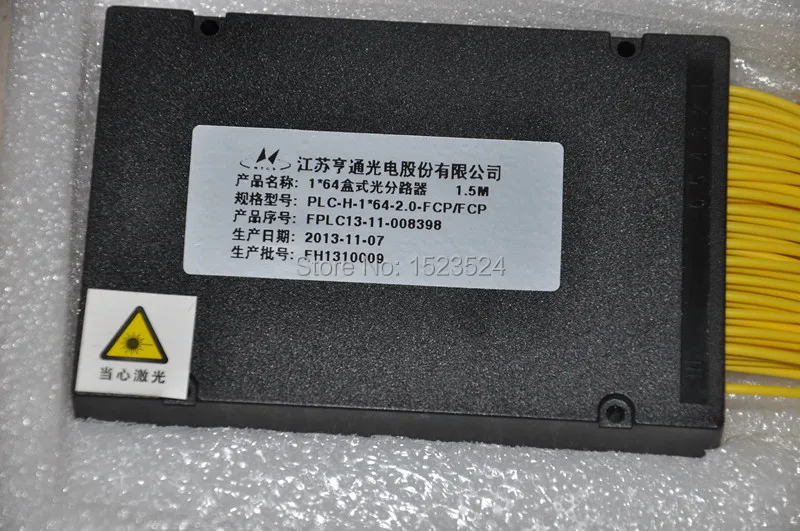 江苏亨通光电股份有限公司
产品名称: 1*64盒式光分路器 1.5M
规格型号: PLC-H-1*64-2.0-FCP/FCP
产品序号: FPLC13-11-008398
生产日期: 2013-11-07
生产批号: FH1310009
Store No: 1523524
当心激光